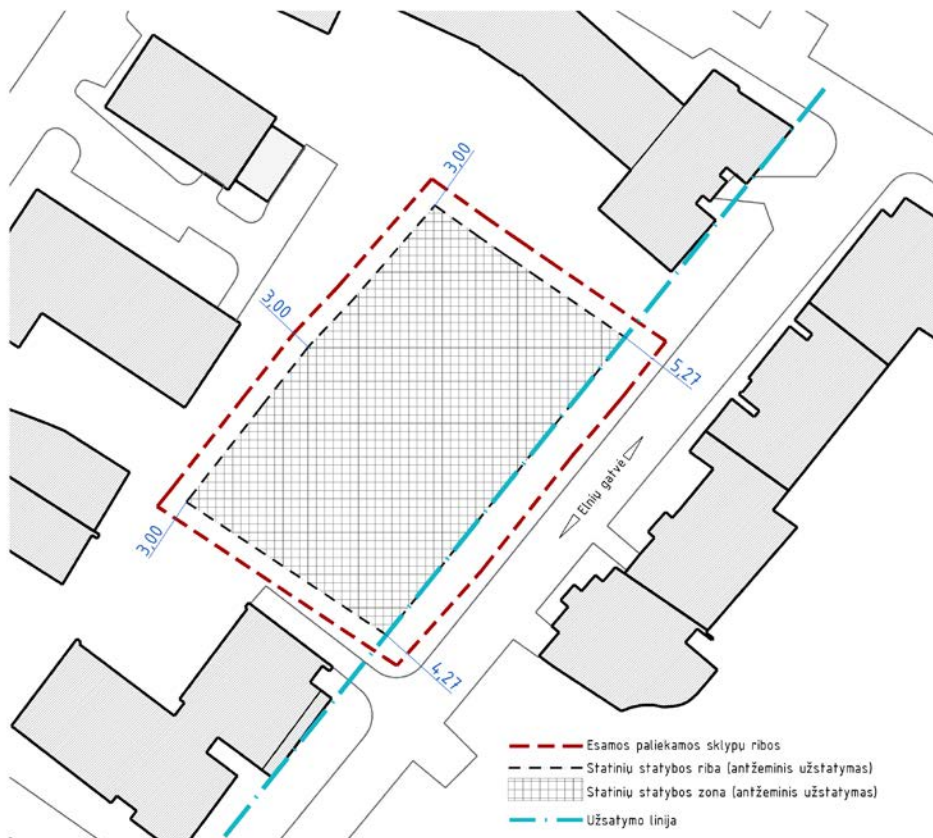 3,00
3,00
5,27
Elnių gatvė
3,00
4,27
Esamos paliekamos sklypų ribos
Statinių statybos riba (antžeminis užstatymas)
Statinių statybos zona (antžeminis užstatymas)
Užsatymo linija